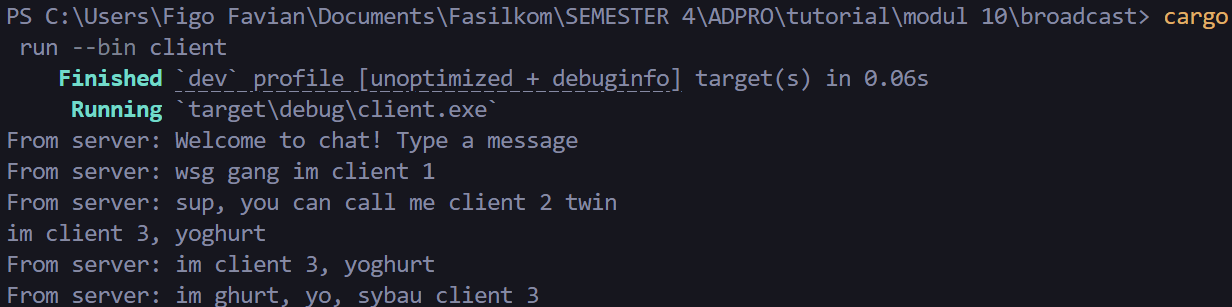 PS C:\Users\Figo Favian\Documents\Fasilkom\SEMESTER 4\ADPRO\tutorial\modul 10\broadcast> cargo
 run --bin client
    Finished `dev` profile [unoptimized + debuginfo] target(s) in 0.06s
     Running `target\debug\client.exe`
From server: Welcome to chat! Type a message
From server: wsg gang im client 1
From server: sup, you can call me client 2 twin
im client 3, yoghurt
From server: im client 3, yoghurt
From server: im ghurt, yo, sybau client 3